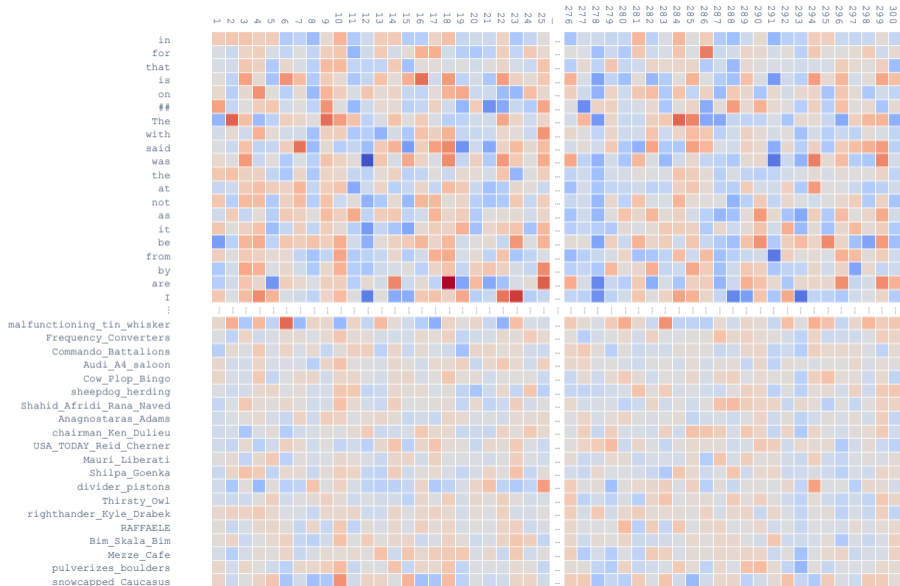 1 2 3 4 5 6 7 8 9 10 11 12 13 14 15 16 17 18 19 20 21 22 23 24 25 ... 276 277 278 279 280 281 282 283 284 285 286 287 288 289 290 291 292 293 294 295 296 297 298 299 300
in
for ...
that ...
is ...
on ...
## ...
The ...
with ...
said ...
was ...
the ...
at ...
not ...
as ...
it ...
be ...
from ...
by ...
are ...
I ...
malfunctioning_tin_whisker ...
Frequency_Converters ...
Commando_Battalions ...
Audi_A4_saloon ...
Cow_Plop_Bingo ...
sheepdog_herding ...
Shahid_Afridi_Rana_Naved ...
Anagnostaras_Adams ...
chairman_Ken_Dulieu ...
USA_TODAY_Reid_Cherner ...
Mauri_Liberati ...
Shilpa_Goenka ...
divider_pistons ...
Thirsty_Owl ...
righthander_Kyle_Drabek ...
RAFFAELE ...
Bim_Skala_Bim ...
Mezze_Cafe ...
pulverizes_boulders ...
snowcapped_Caucasus ...